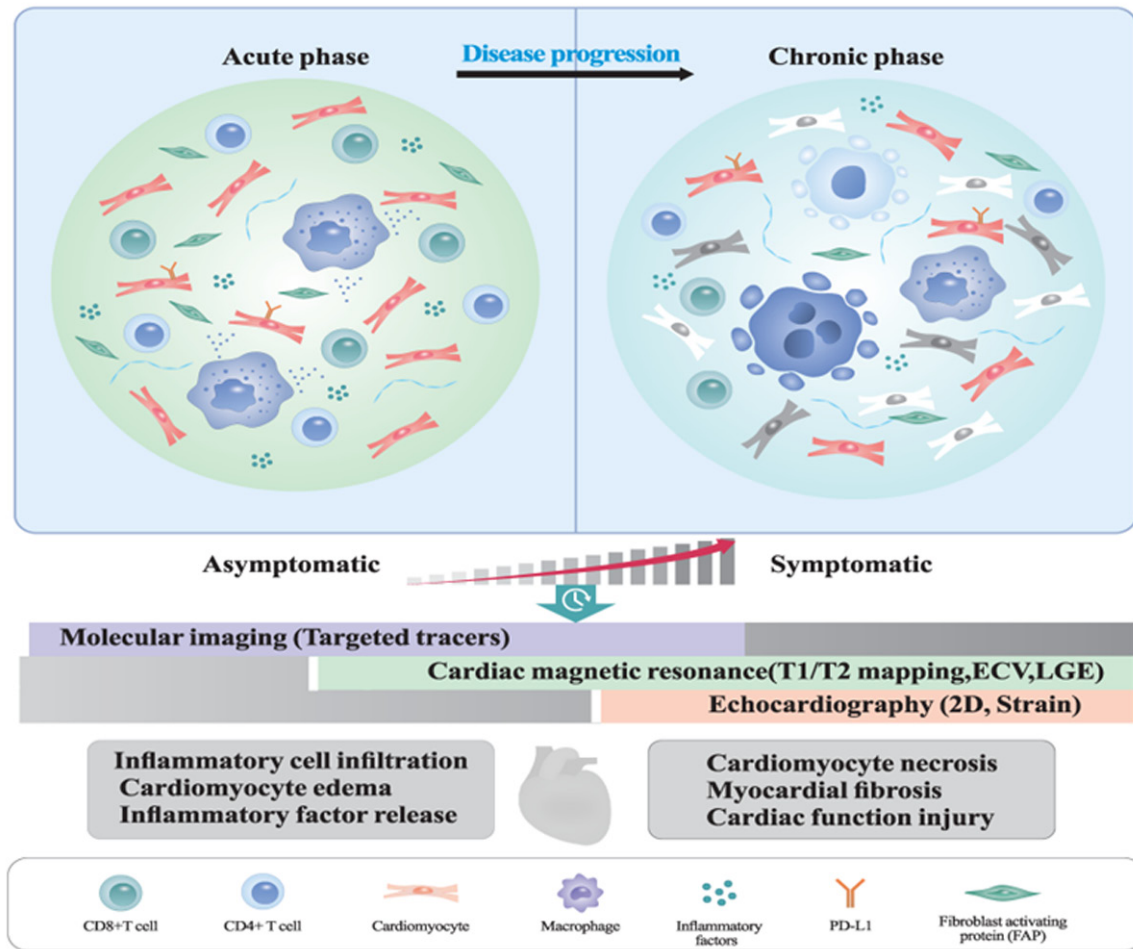 Acute phase
Disease progression
Chronic phase
Asymptomatic
Symptomatic
Molecular imaging (Targeted tracers)
Cardiac magnetic resonance(T1/T2 mapping,ECV,LGE)
Echocardiography (2D, Strain)
Inflammatory cell infiltration
Cardiomyocyte edema
Inflammatory factor release
Cardiomyocyte necrosis
Myocardial fibrosis
Cardiac function injury
CD8+T cell
CD4+ T cell
Cardiomyocyte
Macrophage
Inflammatory
factors
PD-L1
Fibroblast activating
protein (FAP)